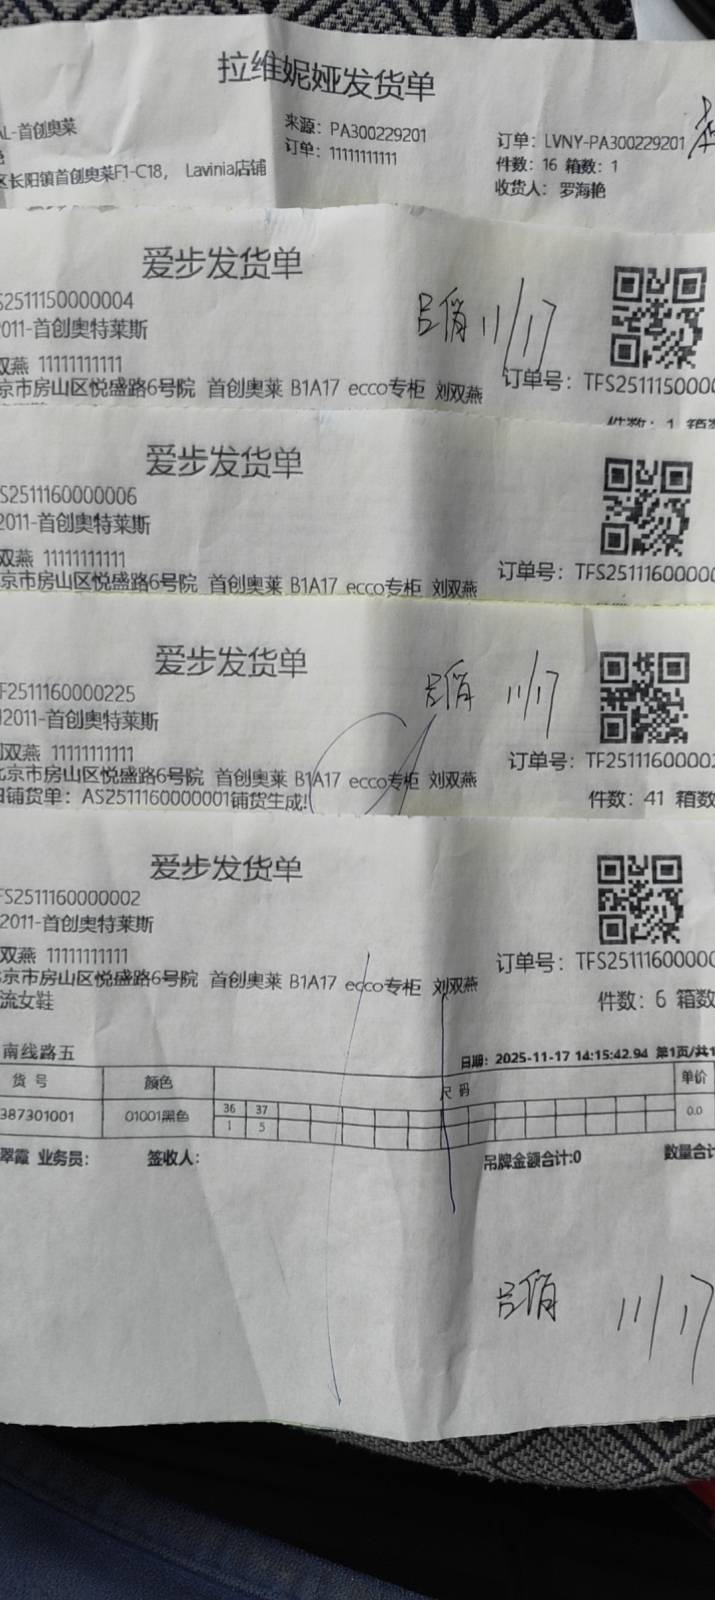 拉维妮娅发货单
AL-首创奥莱
来源：PA300229201
订单：11111111111
订单：LVNY-PA300229201
件数：16 箱数：1
收货人：罗海艳
区长阳镇首创奥莱F1-C18， Lavinia店铺
爱步发货单
S2511150000004
2011-首创奥特莱斯
双燕 11111111111
京市房山区悦盛路6号院 首创奥莱 B1A17 ecco专柜 刘双燕
11/17
订单号：TFS25111500000
件数：1 箱数
爱步发货单
S2511160000006
2011-首创奥特莱斯
双燕 11111111111
京市房山区悦盛路6号院 首创奥莱 B1A17 ecco专柜 刘双燕
订单号：TFS25111600000
爱步发货单
F2511160000225
2011-首创奥特莱斯
刘双燕 11111111111
北京市房山区悦盛路6号院 首创奥莱 B1A17 ecco专柜 刘双燕
铺货单：AS2511160000001铺货生成!
11/17
订单号：TF2511160000
件数：41 箱数
爱步发货单
FS2511160000002
2011-首创奥特莱斯
双燕 11111111111
京市房山区悦盛路6号院 首创奥莱 B1A17 ecco专柜 刘双燕
流女鞋
订单号：TFS25111600000
件数：6 箱数
南线路五
日期：2025-11-17 14:15:42.94 第1页/共1
货号 颜色 尺码 单价
387301001 01001黑色 36 37 0.0
1 5
翠霞 业务员： 签收人： 吊牌金额合计:0 数量合计
11/17